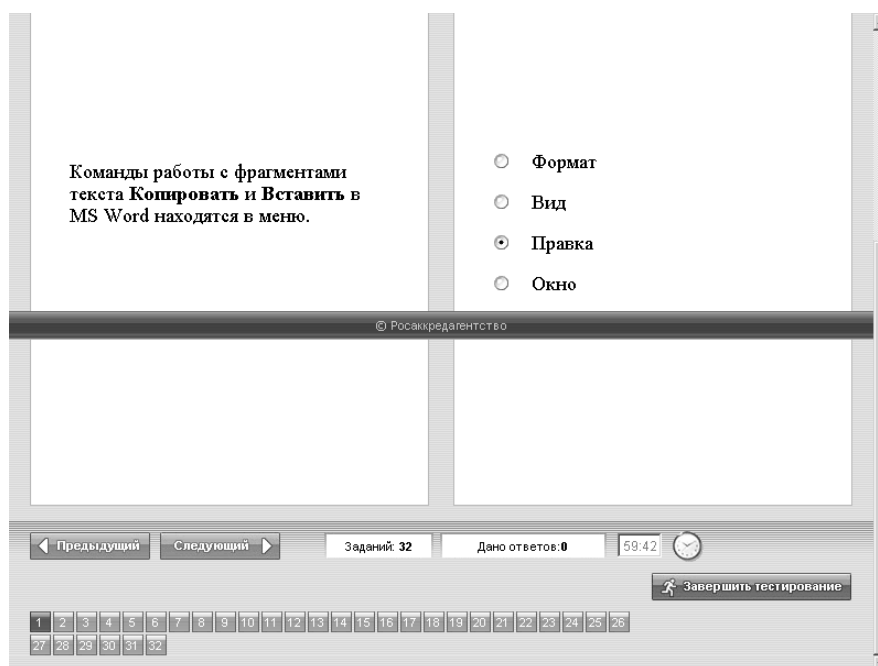 Команды работы с фрагментами
текста Копировать и Вставить в
MS Word находятся в меню.
Формат
Вид
Правка
Окно
© Росаккредагентство
Предыдущий
Следующий
Заданий: 32
Дано ответов:0
59:42
Завершить тестирование
1 2 3 4 5 6 7 8 9 10 11 12 13 14 15 16 17 18 19 20 21 22 23 24 25 26
27 28 29 30 31 32